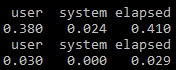 user system elapsed
0.380 0.024 0.410
user system elapsed
0.030 0.000 0.029